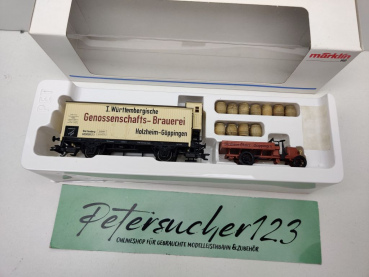 märklin
I. Württembergische
Genossenschafts-Brauerei
Holzheim-Göppingen
Petersucher123
ONLINESHOP FÜR GEBRAUCHTE MODELLEISENBAHN & ZUBEHÖR